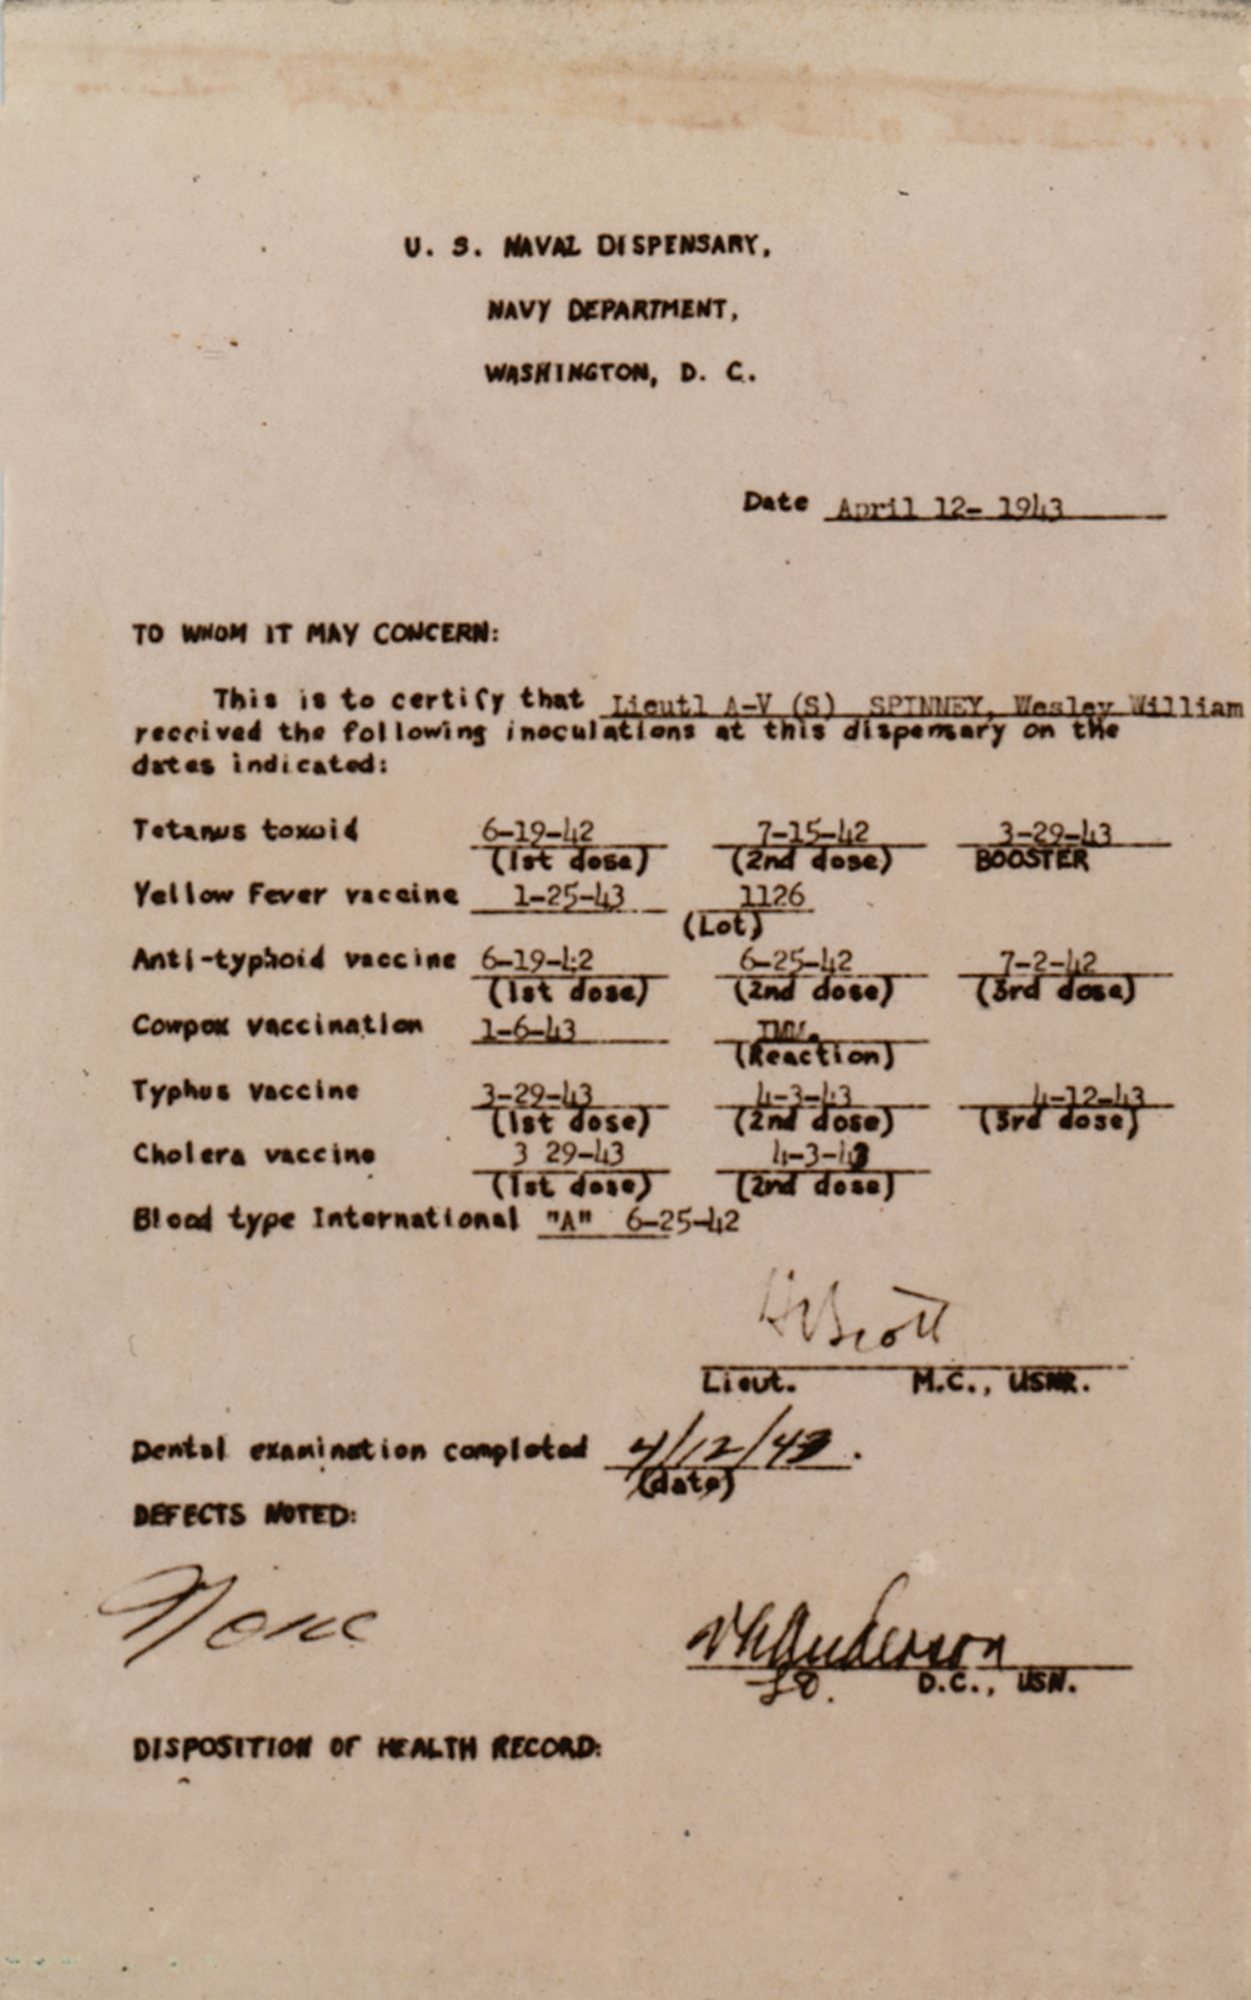 U. S. NAVAL DISPENSARY,
NAVY DEPARTMENT,
WASHINGTON, D. C.
Date April 12- 1943
TO WHOM IT MAY CONCERN:
This is to certify that Lieutl A-V (S) SPINNEY, Wesley William
received the following inoculations at this dispensary on the
dates indicated:
Tetanus toxoid 6-19-42 7-15-42 3-29-43
(1st dose) (2nd dose) BOOSTER
Yellow Fever vaccine 1-25-43 1126
(Lot)
Anti-typhoid vaccine 6-19-42 6-25-42 7-2-42
(1st dose) (2nd dose) (3rd dose)
Cowpox vaccination 1-6-43
(Reaction)
Typhus vaccine 3-29-43 4-3-43 4-12-43
(1st dose) (2nd dose) (3rd dose)
Cholera vaccine 3 29-43 4-3-43
(1st dose) (2nd dose)
Blood type International "A" 6-25-42
Scott
Lieut. M.C., USNR.
Dental examination completed 4/12/43.
(date)
DEFECTS NOTED:
None
Anderson
D.C., USN.
DISPOSITION OF HEALTH RECORD: